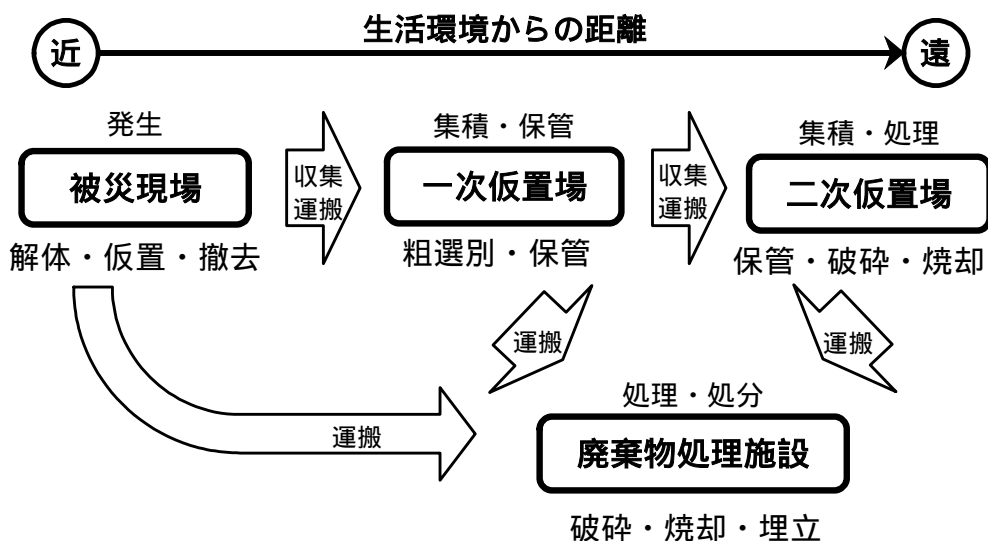 生活環境からの距離
近
遠
発生
被災現場
解体・仮置・撤去
収集
運搬
集積・保管
一次仮置場
粗選別・保管
収集
運搬
集積・処理
二次仮置場
保管・破砕・焼却
運搬
運搬
運搬
処理・処分
廃棄物処理施設
破砕・焼却・埋立